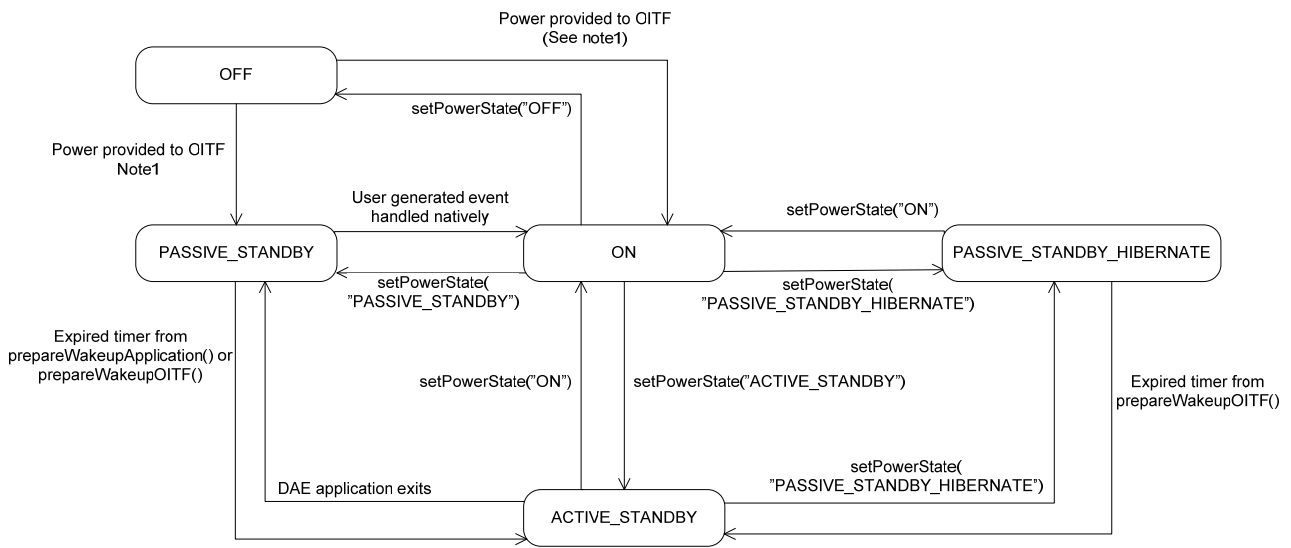 Power provided to OITF
(See note1)
OFF
setPowerState("OFF")
Power provided to OITF
Note1
User generated event
handled natively
setPowerState("ON")
PASSIVE_STANDBY
ON
PASSIVE_STANDBY_HIBERNATE
setPowerState(
"PASSIVE_STANDBY")
setPowerState(
"PASSIVE_STANDBY_HIBERNATE")
Expired timer from
prepareWakeupApplication() or
prepareWakeupOITF()
setPowerState("ON")
setPowerState("ACTIVE_STANDBY")
Expired timer from
prepareWakeupOITF()
setPowerState(
"PASSIVE_STANDBY_HIBERNATE")
DAE application exits
ACTIVE_STANDBY